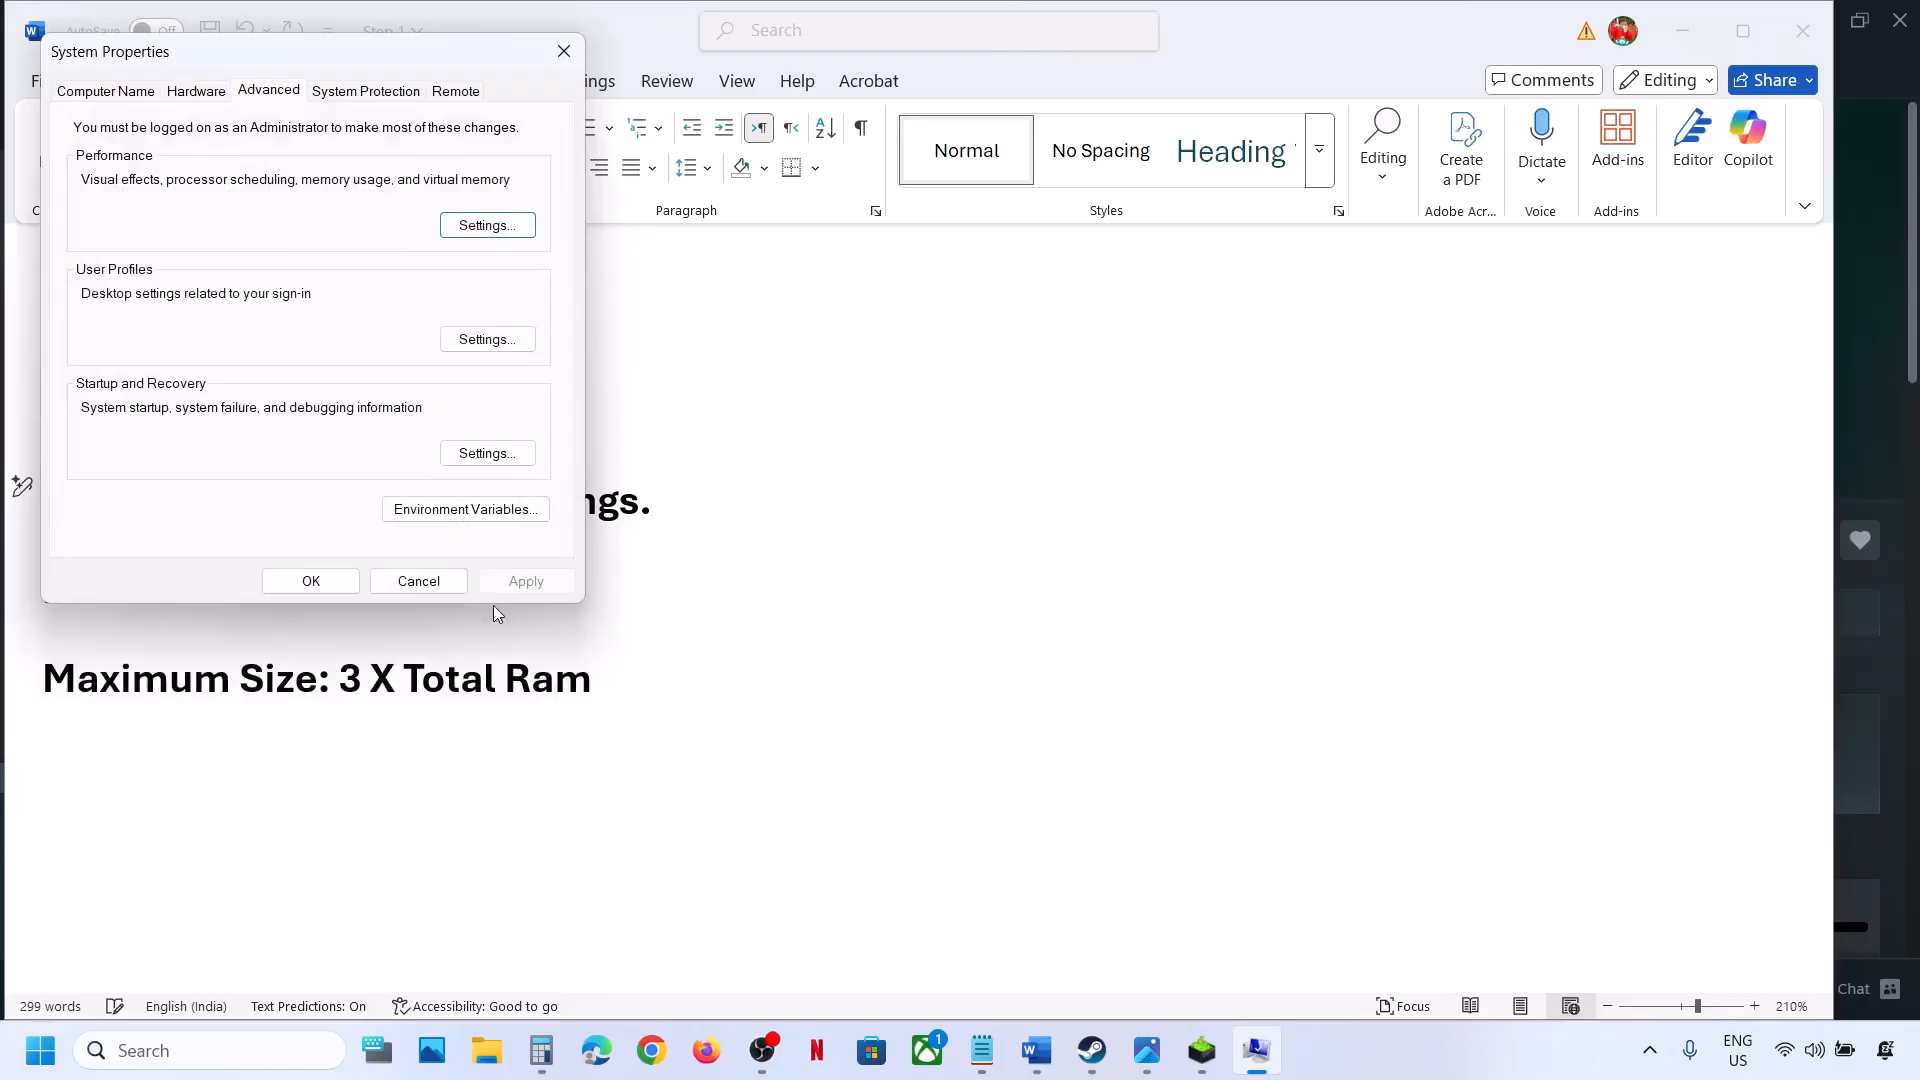 AutoSave Off Step 1
Search
System Properties
Computer Name Hardware Advanced System Protection Remote
You must be logged on as an Administrator to make most of these changes.
Performance
Visual effects, processor scheduling, memory usage, and virtual memory
Settings...
User Profiles
Desktop settings related to your sign-in
Settings...
Startup and Recovery
System startup, system failure, and debugging information
Settings...
Environment Variables...
OK Cancel Apply
ings Review View Help Acrobat
Comments Editing Share
Normal No Spacing Heading
Editing
Create
a PDF
Dictate
Add-ins
Editor
Copilot
Paragraph Styles Adobe Acr... Voice Add-ins
ngs.
Maximum Size: 3 X Total Ram
299 words English (India) Text Predictions: On Accessibility: Good to go Focus 210%
Chat
Search
1
ENG
US